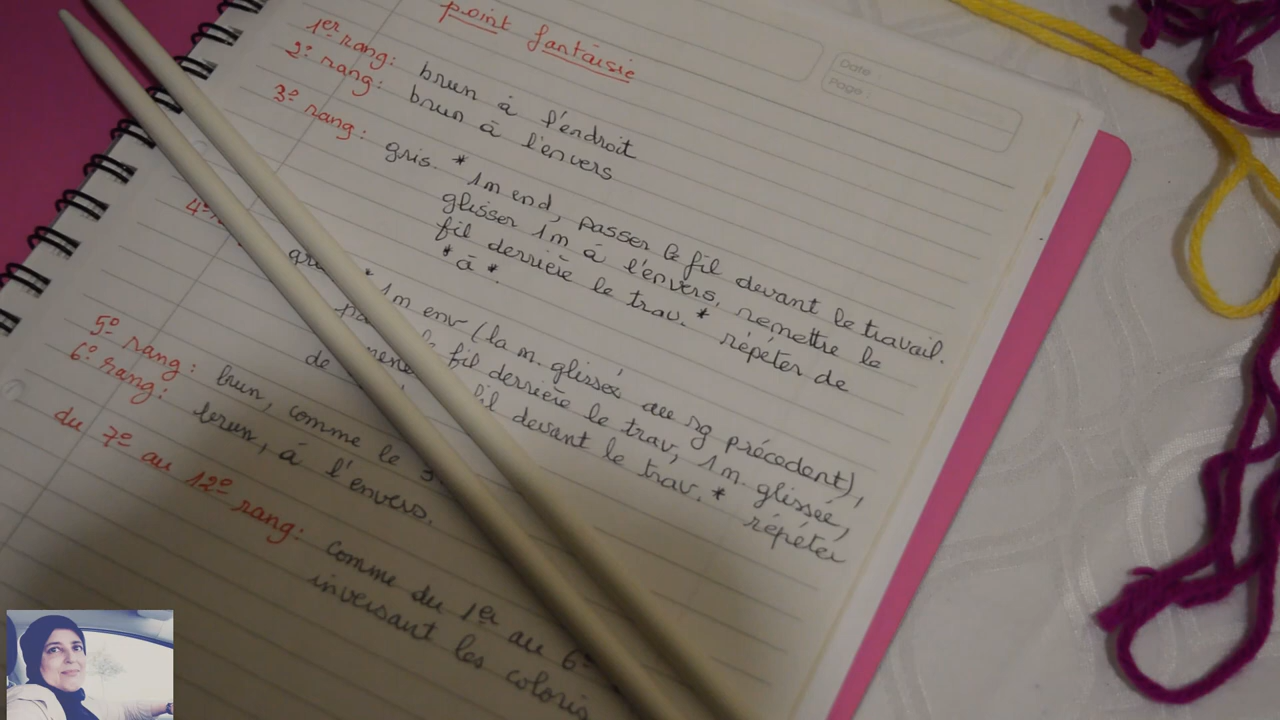 point fantaisie
Date
Page:
1er rang: brun à l'endroit
2e rang: brun à l'envers
3e rang: gris. * 1m end, passer le fil devant le travail.
glisser 1m à l'envers, remettre le
fil derrière le trav. * répéter de
* à *.
* 1m env (la m. glissée au rg précédent),
le fil derrière le trav, 1m. glissée,
fil devant le trav. * répéter
de
5e rang: brun, comme le 3
6e rang: brun, à l'envers.
du 7e au 12e rang: comme du 1er au 6e
inversant les coloris